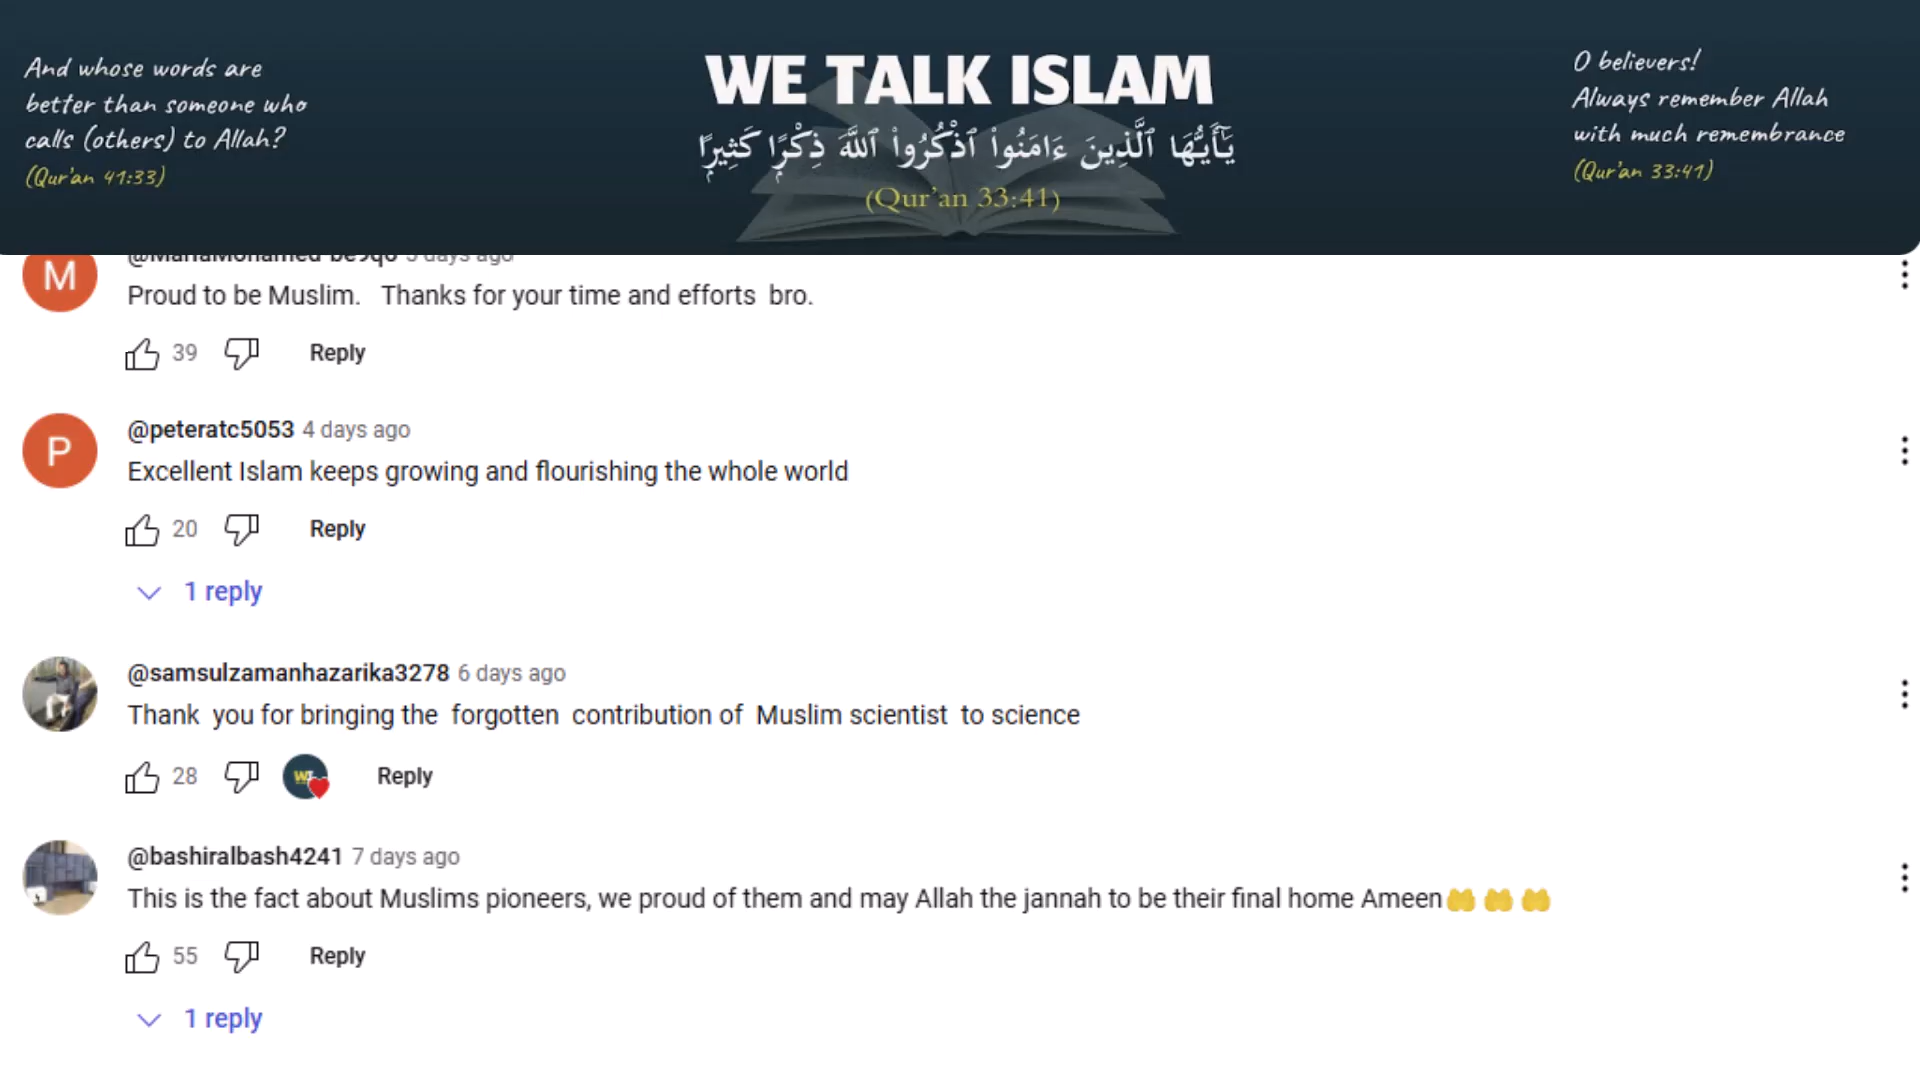 And whose words are
better than someone who
calls (others) to Allah?
(Qur'an 41:33)
WE TALK ISLAM
يَٰٓأَيُّهَا ٱلَّذِينَ ءَامَنُوا۟ ٱذْكُرُوا۟ ٱللَّهَ ذِكْرًۭا كَثِيرًۭا
(Qur'an 33:41)
O believers!
Always remember Allah
with much remembrance
(Qur'an 33:41)
M
Proud to be Muslim. Thanks for your time and efforts bro.
39 Reply
P
@peteratc5053 4 days ago
Excellent Islam keeps growing and flourishing the whole world
20 Reply
1 reply
@samsulzamanhazarika3278 6 days ago
Thank you for bringing the forgotten contribution of Muslim scientist to science
28 Reply
@bashiralbash4241 7 days ago
This is the fact about Muslims pioneers, we proud of them and may Allah the jannah to be their final home Ameen🤲 🤲 🤲
55 Reply
1 reply